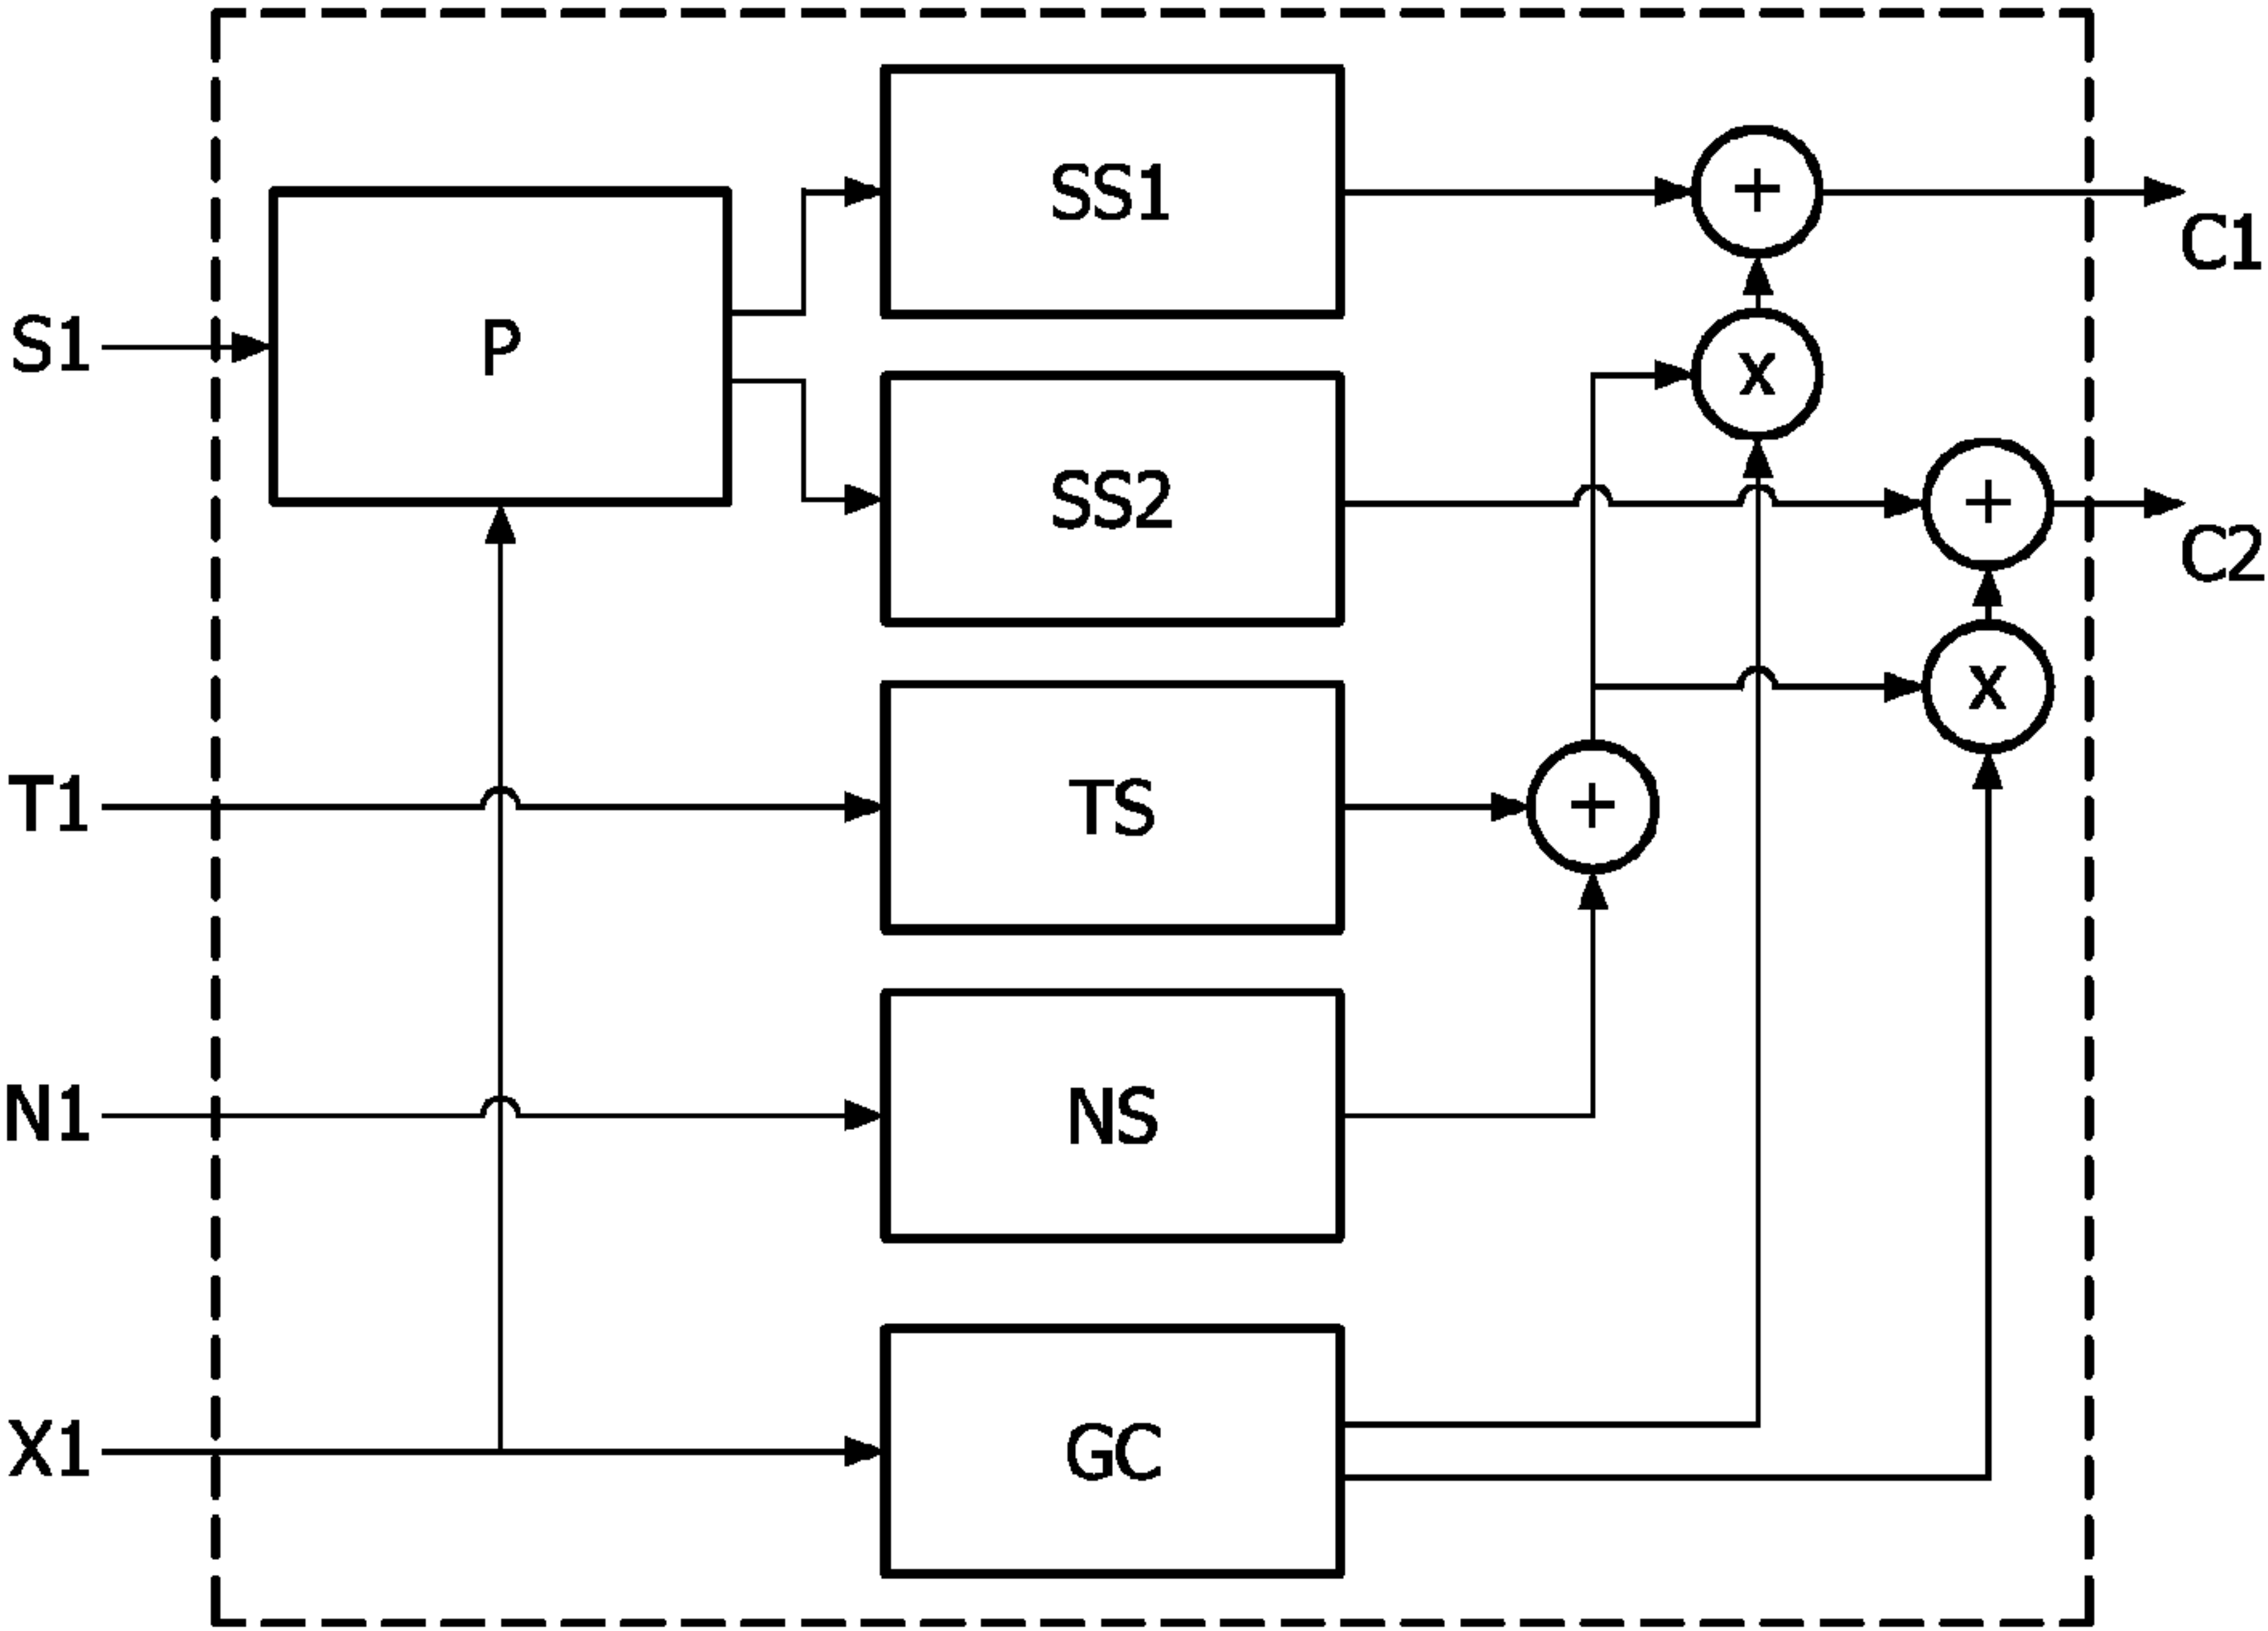 SS1
+
C1
S1
P
x
SS2
+
C2
x
T1
TS
+
N1
NS
X1
GC